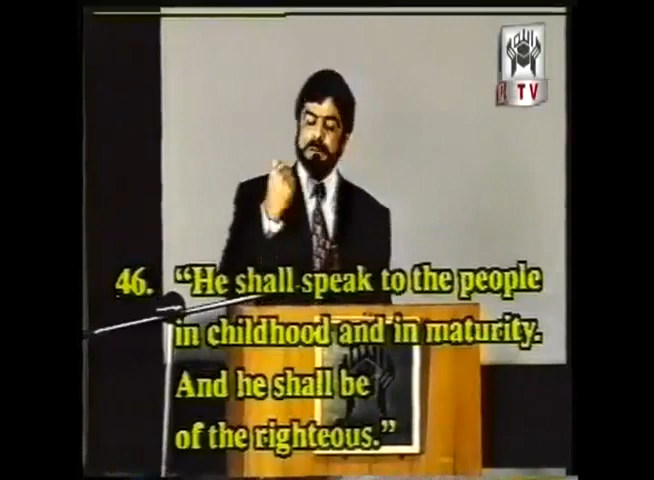 TV
46. “He shall speak to the people
in childhood and in maturity.
And he shall be
of the righteous.”